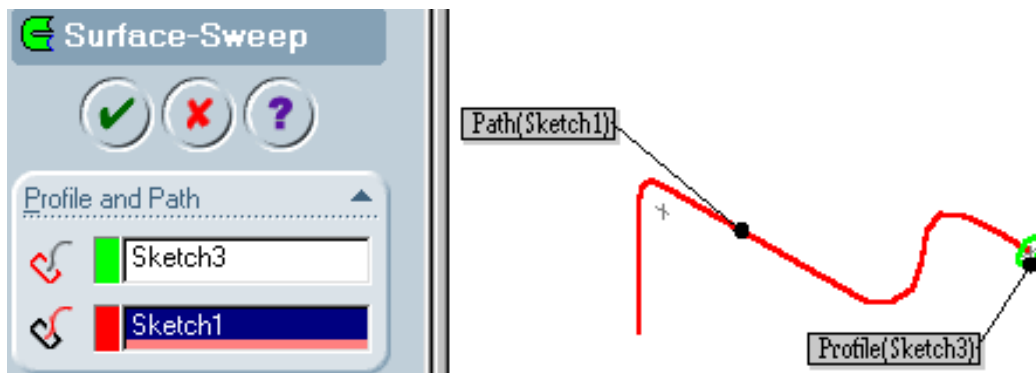 Surface-Sweep
?
Profile and Path
Sketch3
Sketch1
Path(Sketch1)
Profile(Sketch3)